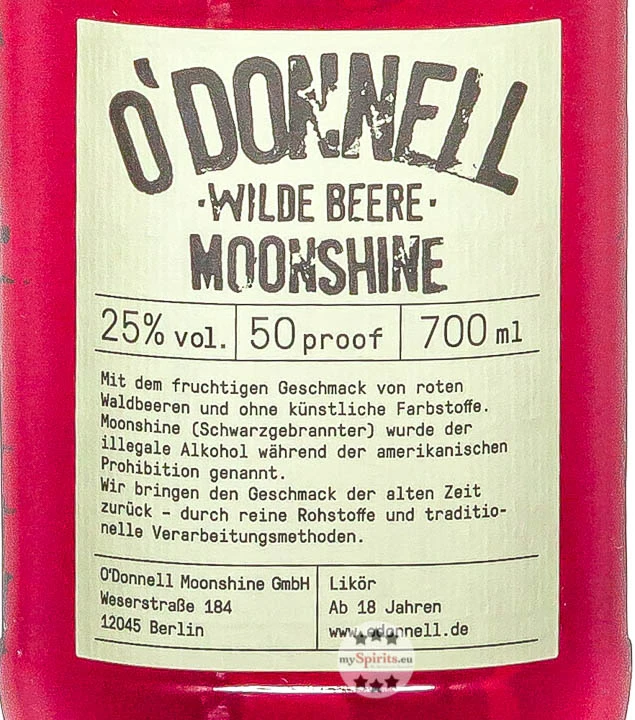 O'DONNELL
·WILDE BEERE·
MOONSHINE
25% vol. 50 proof 700 ml
Mit dem fruchtigen Geschmack von roten
Waldbeeren und ohne künstliche Farbstoffe.
Moonshine (Schwarzgebrannter) wurde der
illegale Alkohol während der amerikanischen
Prohibition genannt.
Wir bringen den Geschmack der alten Zeit
zurück – durch reine Rohstoffe und traditio-
nelle Verarbeitungsmethoden.
O'Donnell Moonshine GmbH
Weserstraße 184
12045 Berlin
Likör
Ab 18 Jahren
www.odonnell.de
mySpirits.eu